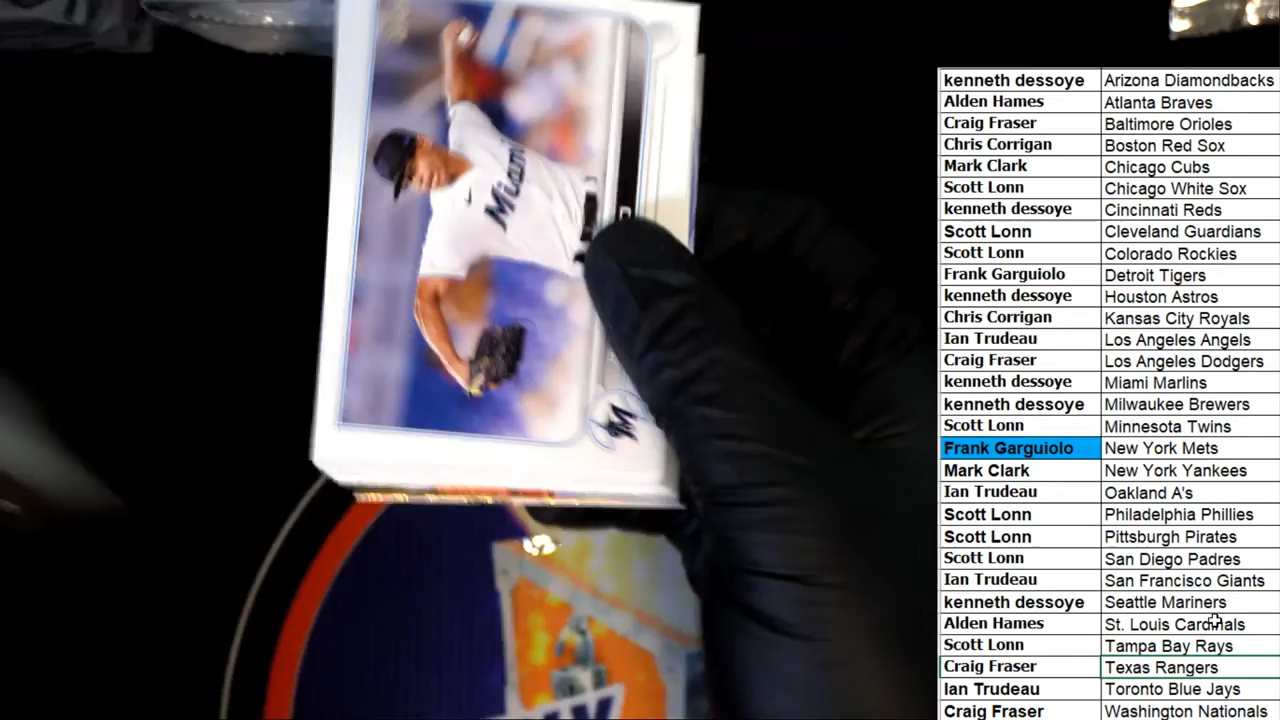 Miami
M
kenneth dessoye Arizona Diamondbacks
Alden Hames Atlanta Braves
Craig Fraser Baltimore Orioles
Chris Corrigan Boston Red Sox
Mark Clark Chicago Cubs
Scott Lonn Chicago White Sox
kenneth dessoye Cincinnati Reds
Scott Lonn Cleveland Guardians
Scott Lonn Colorado Rockies
Frank Garguiolo Detroit Tigers
kenneth dessoye Houston Astros
Chris Corrigan Kansas City Royals
Ian Trudeau Los Angeles Angels
Craig Fraser Los Angeles Dodgers
kenneth dessoye Miami Marlins
kenneth dessoye Milwaukee Brewers
Scott Lonn Minnesota Twins
Frank Garguiolo New York Mets
Mark Clark New York Yankees
Ian Trudeau Oakland A's
Scott Lonn Philadelphia Phillies
Scott Lonn Pittsburgh Pirates
Scott Lonn San Diego Padres
Ian Trudeau San Francisco Giants
kenneth dessoye Seattle Mariners
Alden Hames St. Louis Cardinals
Scott Lonn Tampa Bay Rays
Craig Fraser Texas Rangers
Ian Trudeau Toronto Blue Jays
Craig Fraser Washington Nationals